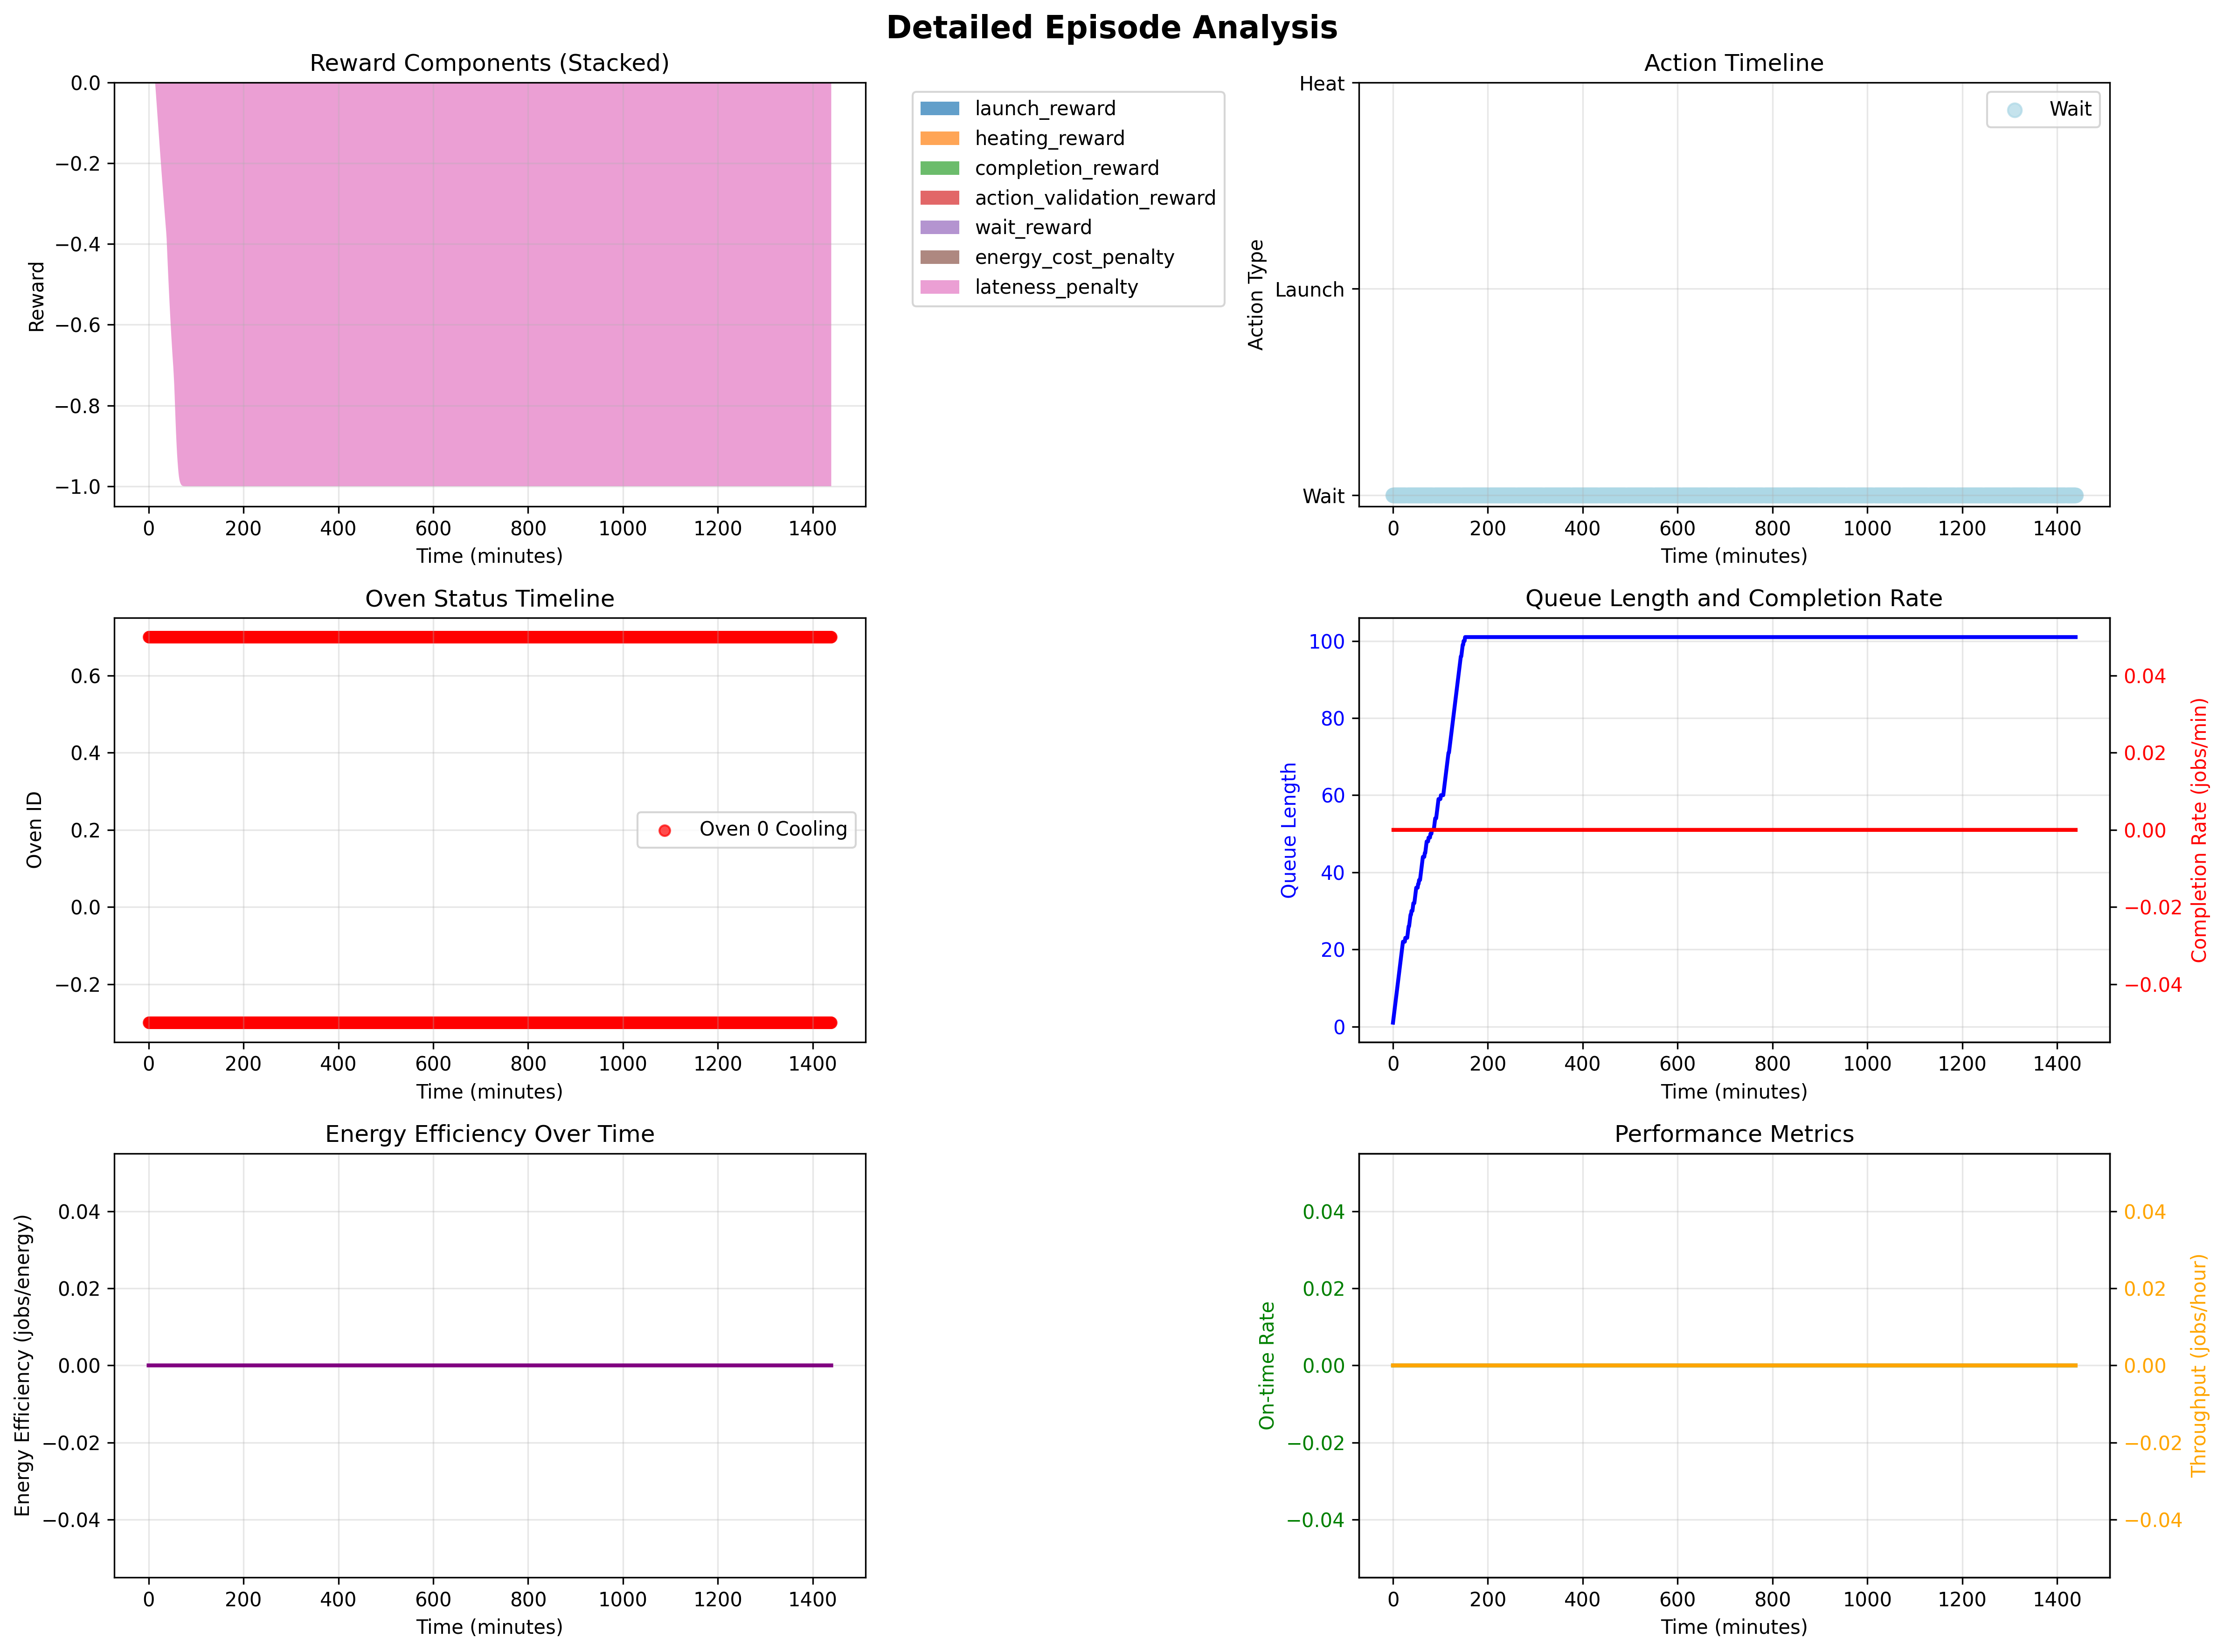 Detailed Episode Analysis
Reward Components (Stacked)
Reward
0.0
−0.2
−0.4
−0.6
−0.8
−1.0
0 200 400 600 800 1000 1200 1400
Time (minutes)
launch_reward
heating_reward
completion_reward
action_validation_reward
wait_reward
energy_cost_penalty
lateness_penalty
Action Timeline
Action Type
Heat
Launch
Wait
Wait
0 200 400 600 800 1000 1200 1400
Time (minutes)
Oven Status Timeline
Oven ID
0.6
0.4
0.2
0.0
−0.2
Oven 0 Cooling
0 200 400 600 800 1000 1200 1400
Time (minutes)
Queue Length and Completion Rate
Queue Length
100
80
60
40
20
0
0.04
0.02
0.00
−0.02
−0.04
Completion Rate (jobs/min)
0 200 400 600 800 1000 1200 1400
Time (minutes)
Energy Efficiency Over Time
Energy Efficiency (jobs/energy)
0.04
0.02
0.00
−0.02
−0.04
0 200 400 600 800 1000 1200 1400
Time (minutes)
Performance Metrics
On-time Rate
0.04
0.02
0.00
−0.02
−0.04
0.04
0.02
0.00
−0.02
−0.04
Throughput (jobs/hour)
0 200 400 600 800 1000 1200 1400
Time (minutes)